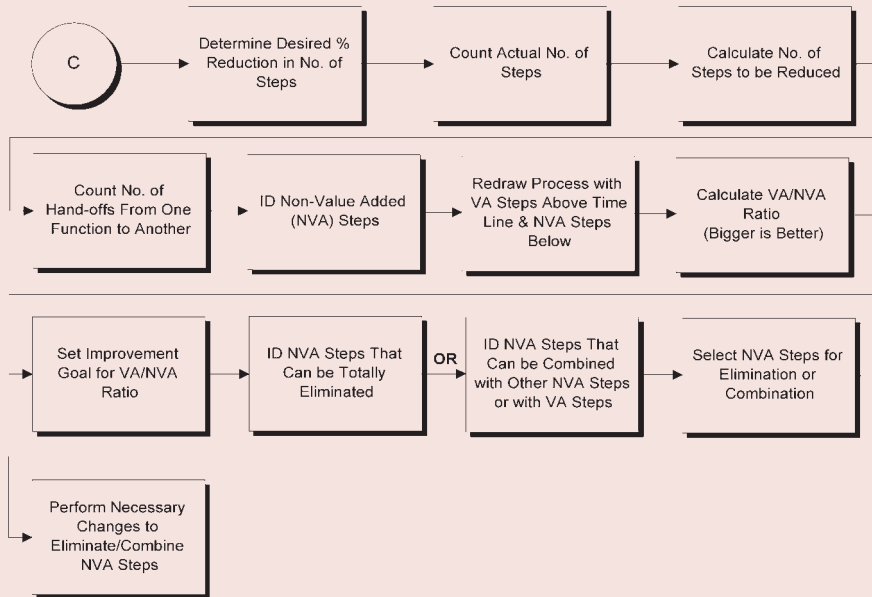 C
Determine Desired %
Reduction in No. of
Steps
Count Actual No. of
Steps
Calculate No. of
Steps to be Reduced
Count No. of
Hand-offs From One
Function to Another
ID Non-Value Added
(NVA) Steps
Redraw Process with
VA Steps Above Time
Line & NVA Steps
Below
Calculate VA/NVA
Ratio
(Bigger is Better)
Set Improvement
Goal for VA/NVA
Ratio
ID NVA Steps That
Can be Totally
Eliminated
OR
ID NVA Steps That
Can be Combined
with Other NVA Steps
or with VA Steps
Select NVA Steps for
Elimination or
Combination
Perform Necessary
Changes to
Eliminate/Combine
NVA Steps